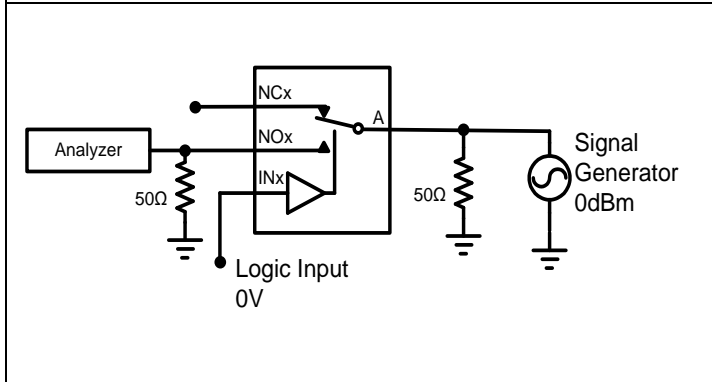 NCx
A
NOx
Analyzer
INx
50Ω
50Ω
Signal
Generator
0dBm
Logic Input
0V